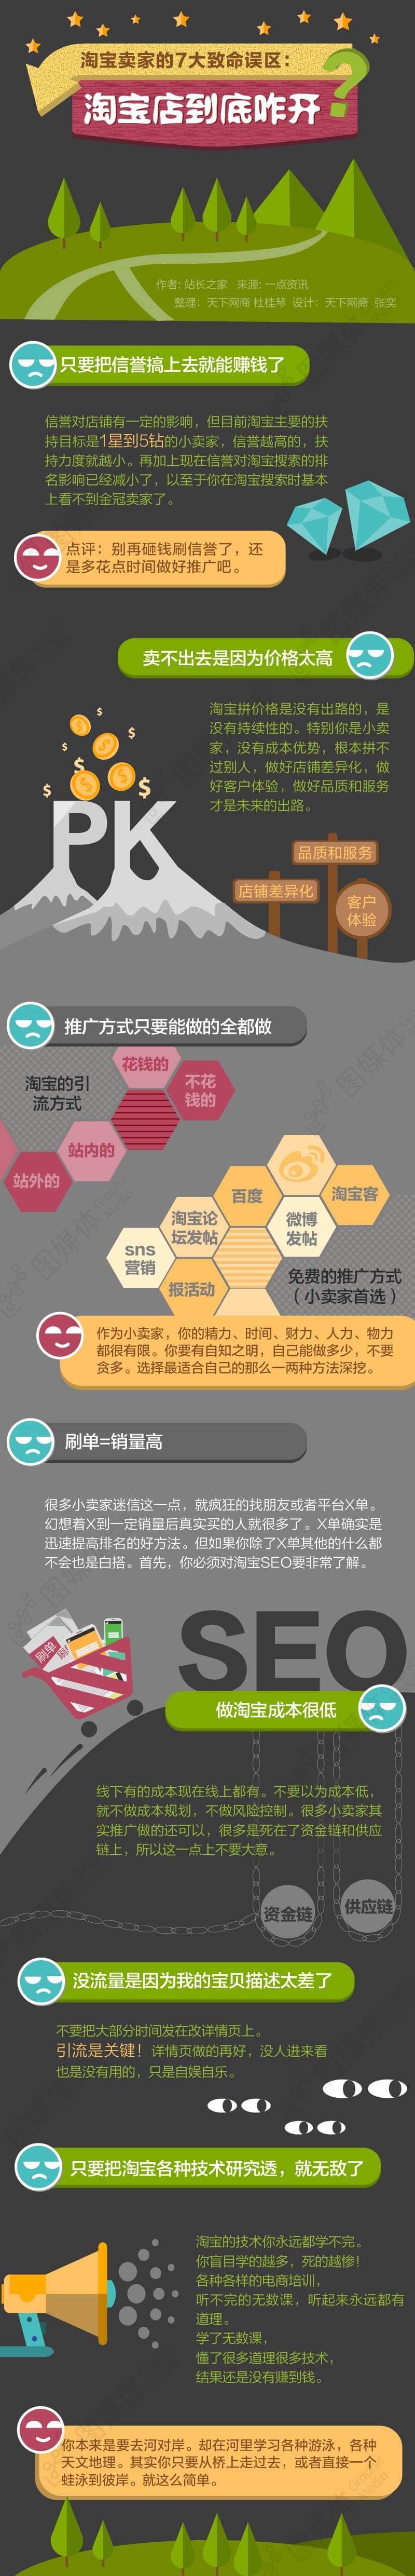 淘宝卖家的7大致命误区：
淘宝店到底咋开？
作者: 站长之家 来源: 一点资讯
整理：天下网商 杜桂琴 设计：天下网商 张奕
只要把信誉搞上去就能赚钱了
信誉对店铺有一定的影响，但目前淘宝主要的扶
持目标是1星到5钻的小卖家，信誉越高的，扶
持力度就越小。再加上现在信誉对淘宝搜索的排
名影响已经减小了，以至于你在淘宝搜索时基本
上看不到金冠卖家了。
点评：别再砸钱刷信誉了，还
是多花点时间做好推广吧。
卖不出去是因为价格太高
淘宝拼价格是没有出路的，是
没有持续性的。特别你是小卖
家，没有成本优势，根本拼不
过别人，做好店铺差异化，做
好客户体验，做好品质和服务
才是未来的出路。
PK
品质和服务
店铺差异化
客户
体验
推广方式只要能做的全都做
淘宝的引
流方式
花钱的
不花
钱的
站内的
站外的
百度
淘宝客
淘宝论
坛发帖
微博
发帖
sns
营销
报活动
免费的推广方式
（小卖家首选）
作为小卖家，你的精力、时间、财力、人力、物力
都很有限。你要有自知之明，自己能做多少，不要
贪多。选择最适合自己的那么一两种方法深挖。
刷单=销量高
很多小卖家迷信这一点，就疯狂的找朋友或者平台X单。
幻想着X到一定销量后真实买的人就很多了。X单确实是
迅速提高排名的好方法。但如果你除了X单其他的什么都
不会也是白搭。首先，你必须对淘宝SEO要非常了解。
刷单
SEO
做淘宝成本很低
线下有的成本现在线上都有。不要以为成本低，
就不做成本规划，不做风险控制。很多小卖家其
实推广做的还可以，很多是死在了资金链和供应
链上，所以这一点上不要大意。
资金链
供应链
没流量是因为我的宝贝描述太差了
不要把大部分时间发在改详情页上。
引流是关键！详情页做的再好，没人进来看
也是没有用的，只是自娱自乐。
只要把淘宝各种技术研究透，就无敌了
淘宝的技术你永远都学不完。
你盲目学的越多，死的越惨！
各种各样的电商培训，
听不完的无数课，听起来永远都有
道理。
学了无数课，
懂了很多道理很多技术，
结果还是没有赚到钱。
你本来是要去河对岸。却在河里学习各种游泳，各种
天文地理。其实你只要从桥上走过去，或者直接一个
蛙泳到彼岸。就这么简单。